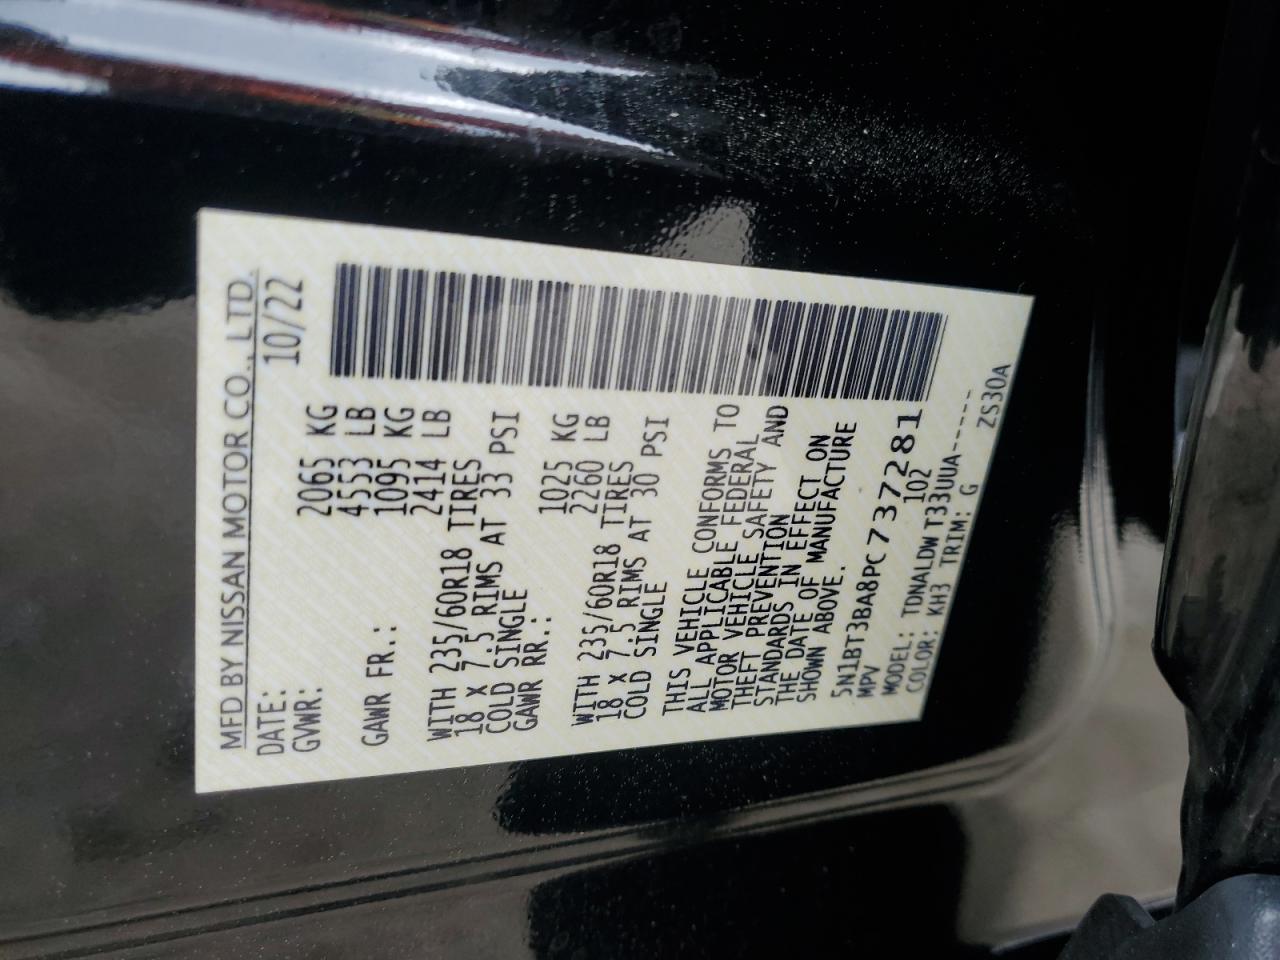 MFD BY NISSAN MOTOR CO., LTD.
DATE: 10/22
GVWR: 2065 KG
4553 LB
GAWR FR.: 1095 KG
2414 LB
WITH 235/60R18 TIRES
18 x 7.5 RIMS AT 33 PSI
COLD SINGLE
GAWR RR.: 1025 KG
2260 LB
WITH 235/60R18 TIRES
18 x 7.5 RIMS AT 30 PSI
COLD SINGLE
THIS VEHICLE CONFORMS TO
ALL APPLICABLE FEDERAL
MOTOR VEHICLE SAFETY AND
THEFT PREVENTION
STANDARDS IN EFFECT ON
THE DATE OF MANUFACTURE
SHOWN ABOVE.
5N1BT3BA8PC737281
MPV 102
MODEL: TDNALDW T33UUA------
COLOR: KH3 TRIM: G ZS30A